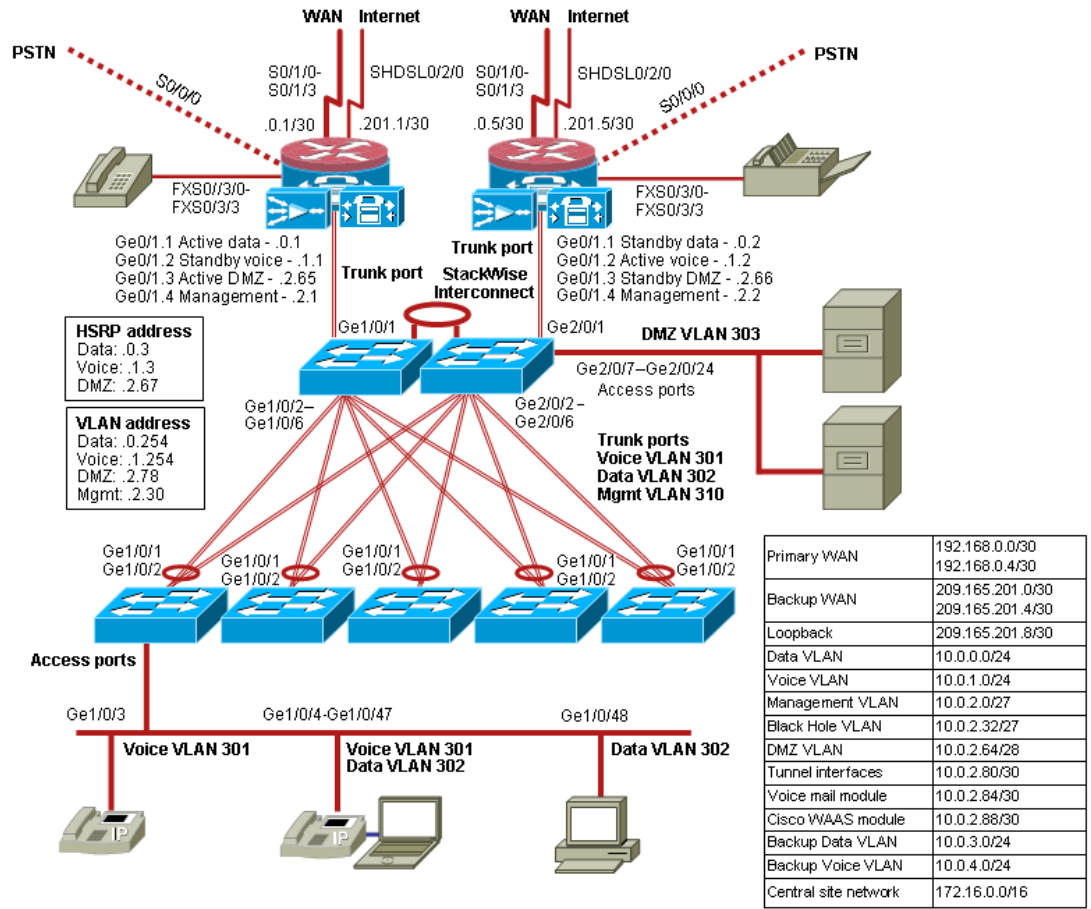 WAN Internet
WAN Internet
PSTN
PSTN
S0/1/0-
S0/1/3
SHDSL0/2/0
S0/1/0-
S0/1/3
SHDSL0/2/0
S0/0/0
S0/0/0
.0.1/30
.201.1/30
.0.5/30
.201.5/30
FXS0//3/0-
FXS0/3/3
FXS0/3/0-
FXS0/3/3
Ge0/1.1 Active data - .0.1
Ge0/1.2 Standby voice - .1.1
Ge0/1.3 Active DMZ - .2.65
Ge0/1.4 Management - .2.1
Trunk port
Trunk port
StackWise
Interconnect
Ge0/1.1 Standby data - .0.2
Ge0/1.2 Active voice - .1.2
Ge0/1.3 Standby DMZ - .2.66
Ge0/1.4 Management - .2.2
HSRP address
Data: .0.3
Voice: .1.3
DMZ: .2.67
Ge1/0/1
Ge2/0/1
DMZ VLAN 303
Ge2/0/7–Ge2/0/24
Access ports
VLAN address
Data: .0.254
Voice: .1.254
DMZ: .2.78
Mgmt: .2.30
Ge1/0/2–
Ge1/0/6
Ge2/0/2–
Ge2/0/6
Trunk ports
Voice VLAN 301
Data VLAN 302
Mgmt VLAN 310
Ge1/0/1
Ge1/0/2
Ge1/0/1
Ge1/0/2
Ge1/0/1
Ge1/0/2
Ge1/0/1
Ge1/0/2
Ge1/0/1
Ge1/0/2
Access ports
Ge1/0/3
Ge1/0/4-Ge1/0/47
Ge1/0/48
Voice VLAN 301
Voice VLAN 301
Data VLAN 302
Data VLAN 302
IP
IP
Primary WAN 192.168.0.0/30
192.168.0.4/30
Backup WAN 209.165.201.0/30
209.165.201.4/30
Loopback 209.165.201.8/30
Data VLAN 10.0.0.0/24
Voice VLAN 10.0.1.0/24
Management VLAN 10.0.2.0/27
Black Hole VLAN 10.0.2.32/27
DMZ VLAN 10.0.2.64/28
Tunnel interfaces 10.0.2.80/30
Voice mail module 10.0.2.84/30
Cisco WAAS module 10.0.2.88/30
Backup Data VLAN 10.0.3.0/24
Backup Voice VLAN 10.0.4.0/24
Central site network 172.16.0.0/16